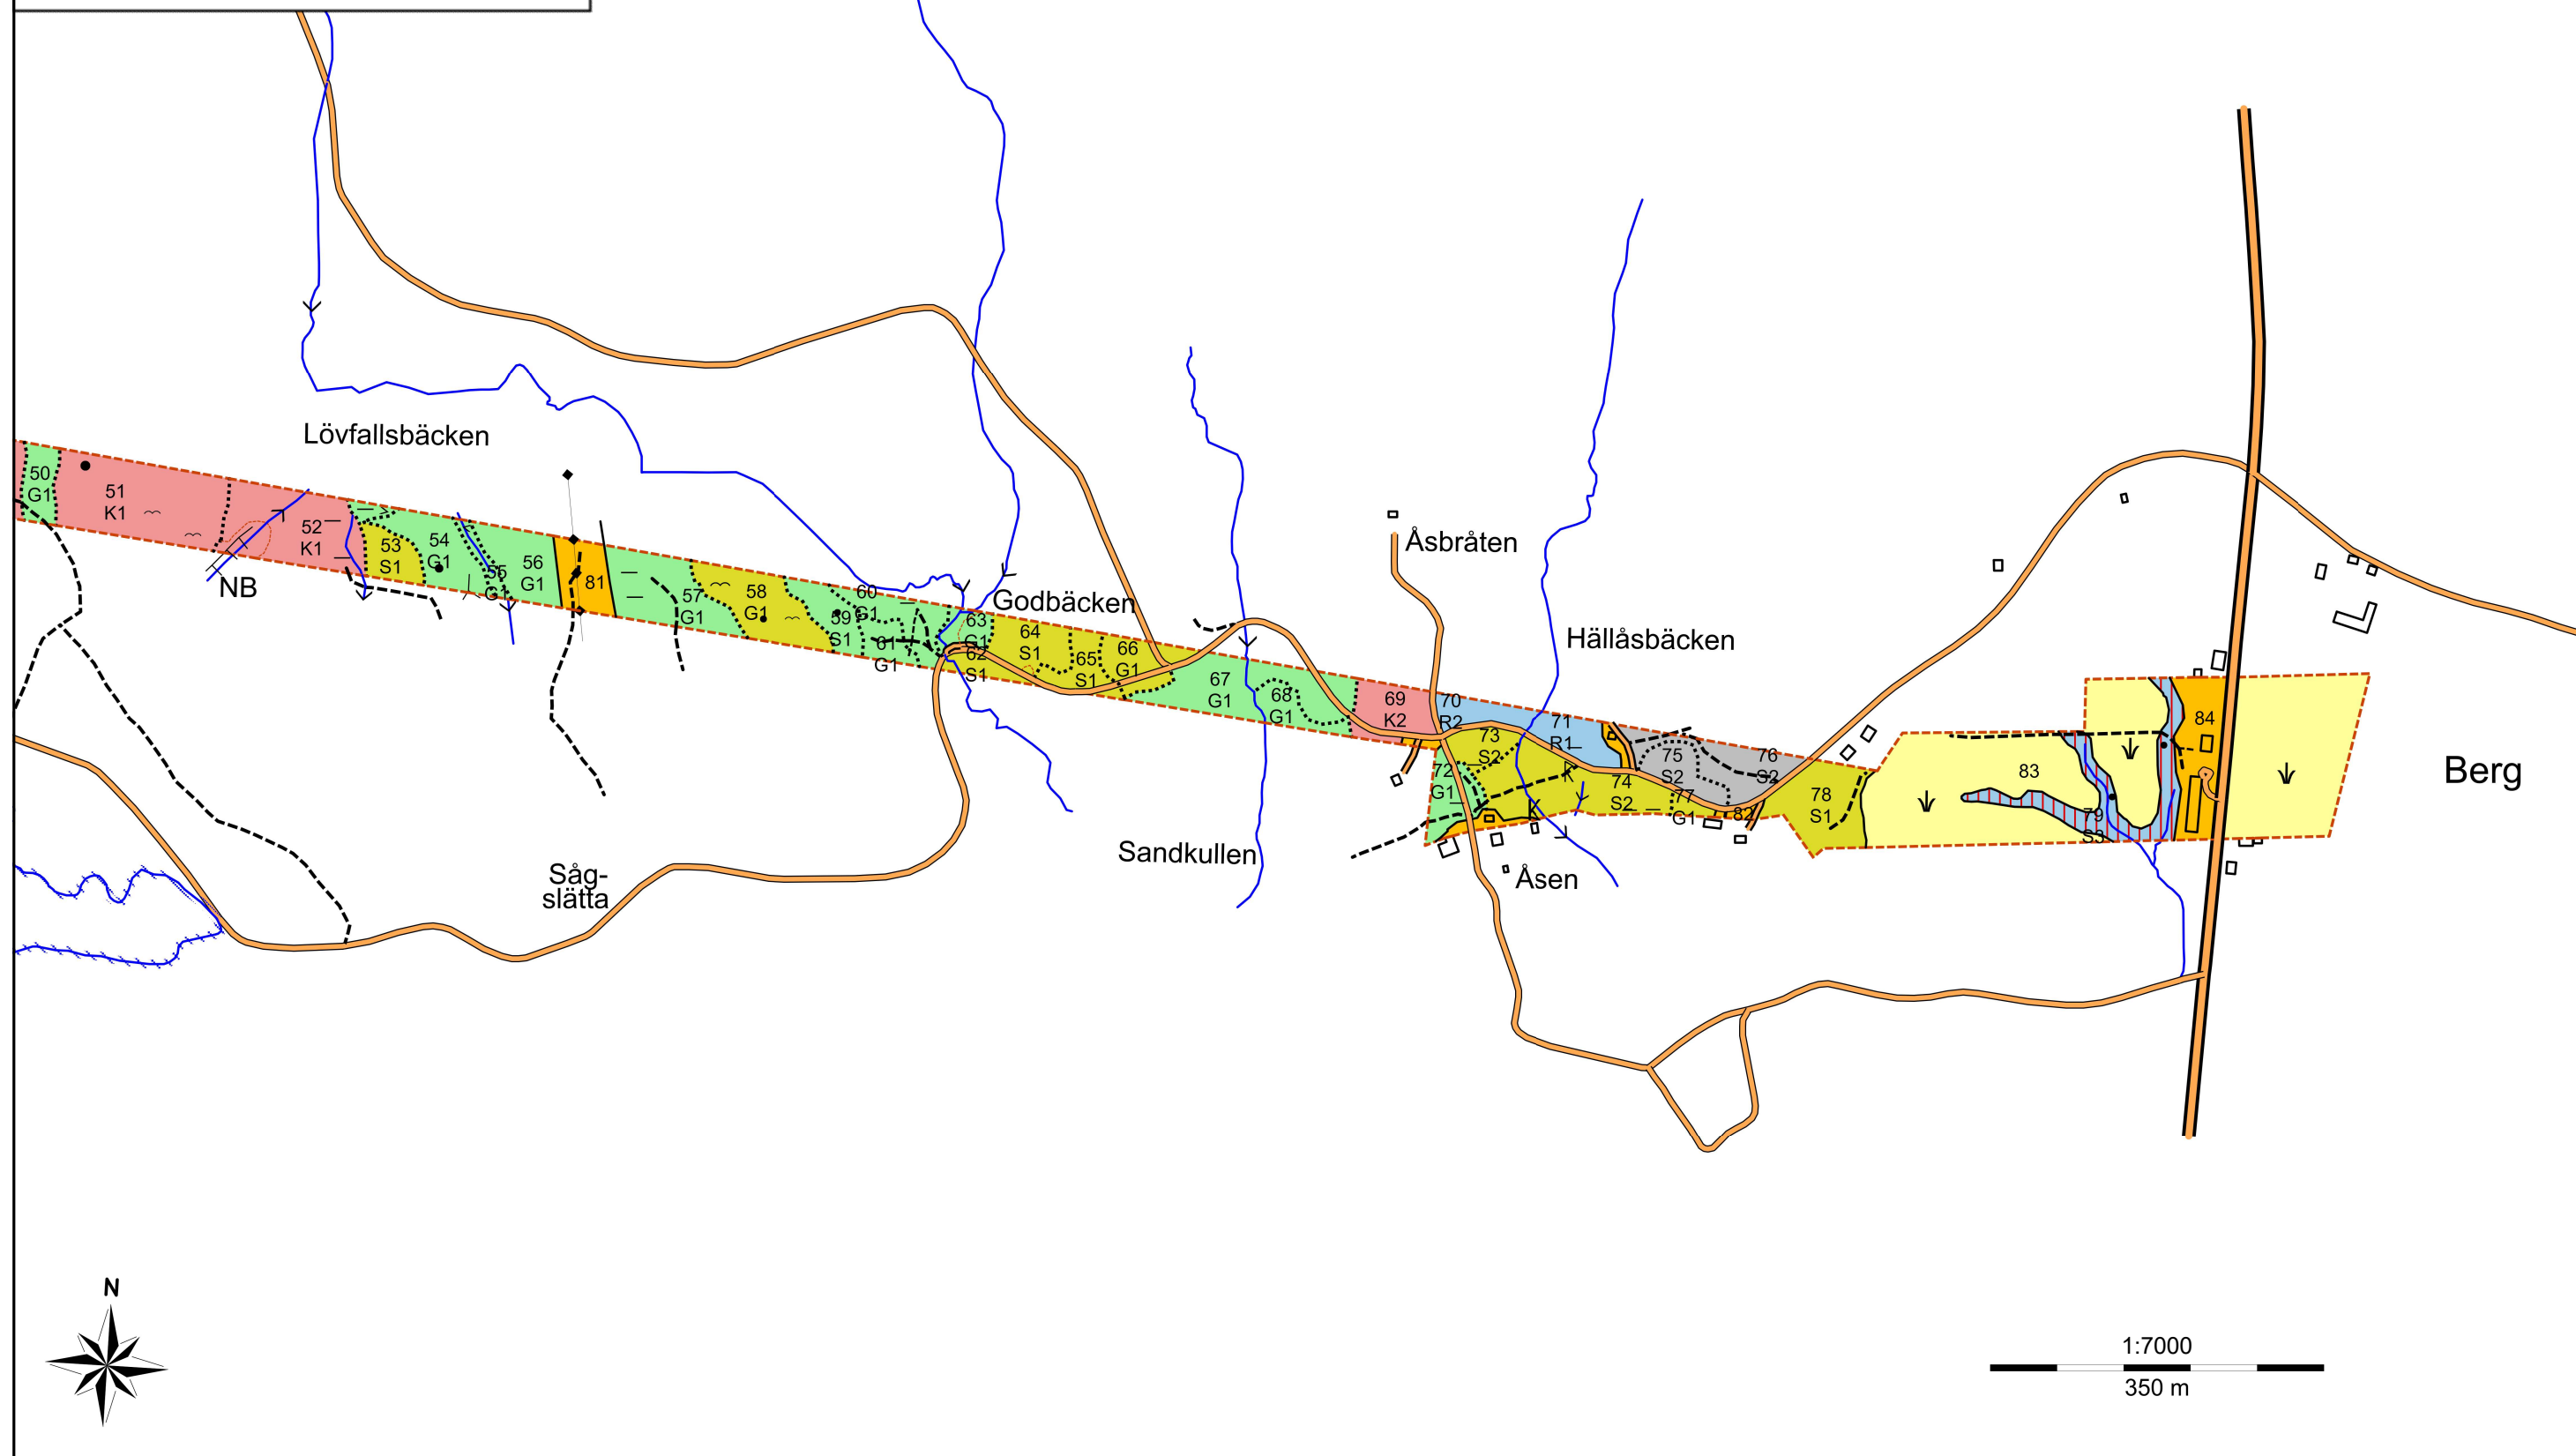 Lövfallsbäcken
50
G1
51
K1
52
K1
NB
53
S1
54
G1
55
G1
56
G1
81
57
G1
58
G1
59
S1
60
G1
61
G1
62
S1
63
G1
Godbäcken
64
S1
65
S1
66
G1
67
G1
68
G1
69
K2
Åsbråten
70
R2
71
R1
Hällåsbäcken
72
G1
73
S2
K
K
74
S2
75
S2
76
S2
77
G1
82
78
S1
83
79
S3
84
Berg
Sandkullen
Åsen
Såg-
slätta
N
1:7000
350 m